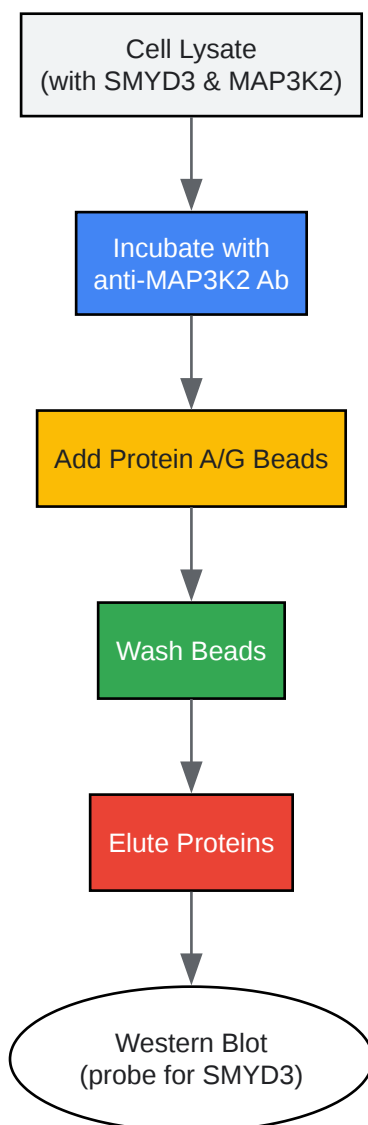 Cell Lysate
(with SMYD3 & MAP3K2)
Incubate with
anti-MAP3K2 Ab
Add Protein A/G Beads
Wash Beads
Elute Proteins
Western Blot
(probe for SMYD3)